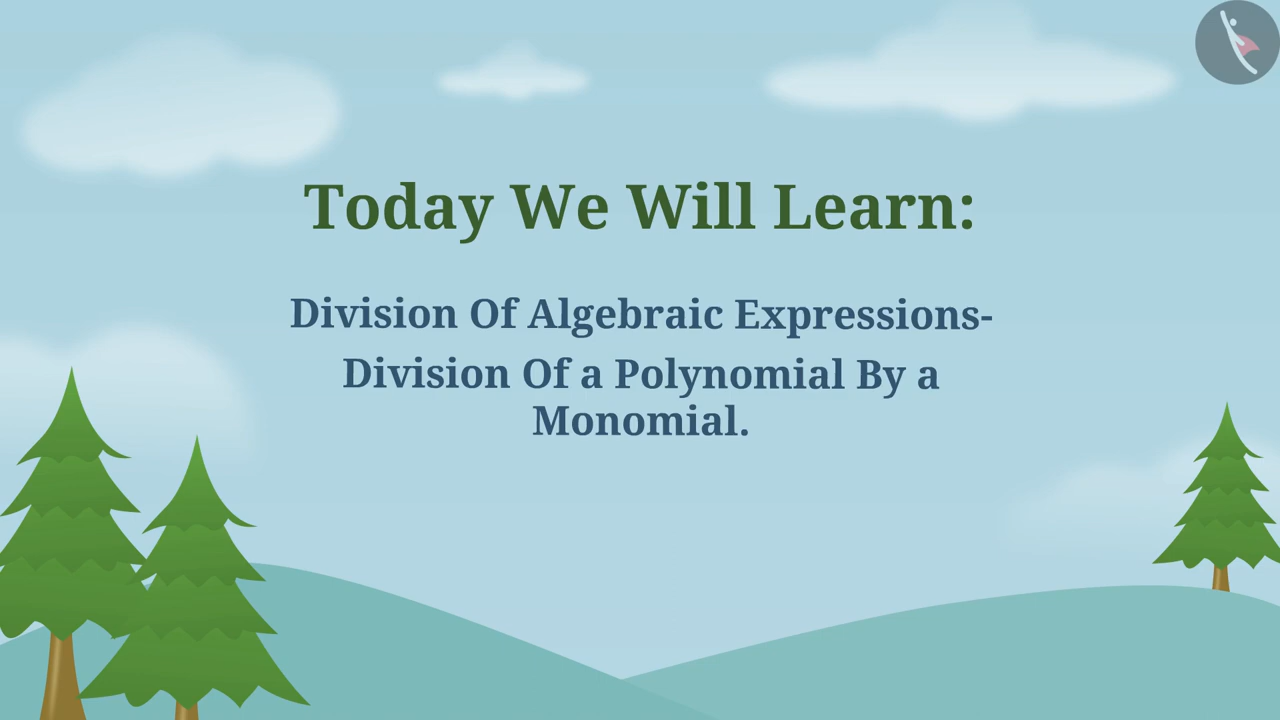 Today We Will Learn:
Division Of Algebraic Expressions-
Division Of a Polynomial By a
Monomial.